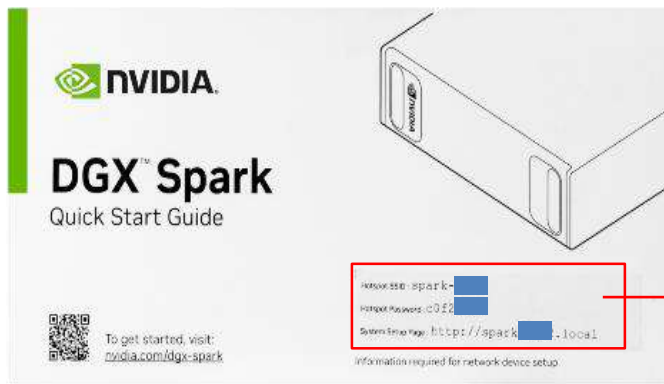 NVIDIA.
NVIDIA
DGX™ Spark
Quick Start Guide
Hotspot SSID: spark-
Hotspot Password: c0f2
System Setup Page: http://spark .local
To get started, visit:
nvidia.com/dgx-spark
Information required for network device setup